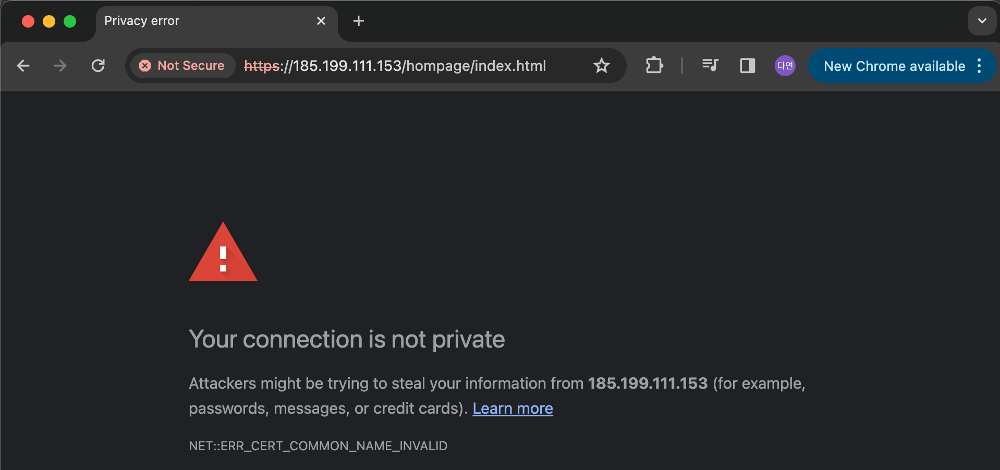 Privacy error
Not Secure https://185.199.111.153/hompage/index.html 다연 New Chrome available
Your connection is not private
Attackers might be trying to steal your information from 185.199.111.153 (for example,
passwords, messages, or credit cards). Learn more
NET::ERR_CERT_COMMON_NAME_INVALID